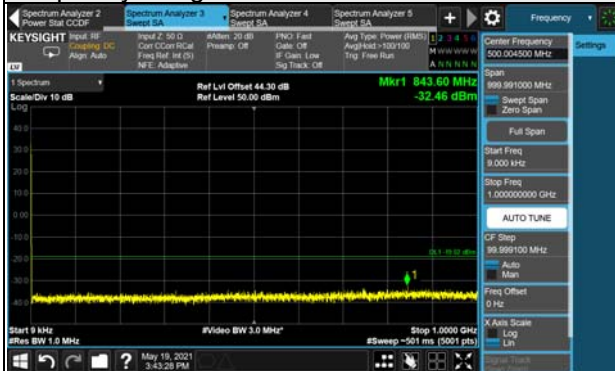 Spectrum Analyzer 2
Power Stat CCDF
Spectrum Analyzer 3
Swept SA
Spectrum Analyzer 4
Swept SA
Spectrum Analyzer 5
Swept SA
Frequency
KEYSIGHT
Input: RF
Coupling: DC
Align: Auto
Input Z: 50 Ω
Corr CCorr RCal
Freq Ref: Int (S)
NFE: Adaptive
#Atten: 20 dB
Preamp: Off
PNO: Fast
Gate: Off
IF Gain: Low
Sig Track: Off
Avg Type: Power (RMS)
Avg|Hold:>100/100
Trig: Free Run
1 2 3 4 5 6
M W W W W W
A N N N N N
1 Spectrum
Scale/Div 10 dB
Log
Ref Lvl Offset 44.30 dB
Ref Level 50.00 dBm
Mkr1 843.60 MHz
-32.46 dBm
40.0
30.0
20.0
10.0
0.00
-10.0
-20.0
-30.0
-40.0
DL1 -19.02 dBm
1
Start 9 kHz
#Res BW 1.0 MHz
#Video BW 3.0 MHz*
Stop 1.0000 GHz
#Sweep ~501 ms (5001 pts)
May 19, 2021
3:43:28 PM
Center Frequency
500.004500 MHz
Settings
Span
999.991000 MHz
Swept Span
Zero Span
Full Span
Start Freq
9.000 kHz
Stop Freq
1.000000000 GHz
AUTO TUNE
CF Step
99.999100 MHz
Auto
Man
Freq Offset
0 Hz
X Axis Scale
Log
Lin
Signal Track